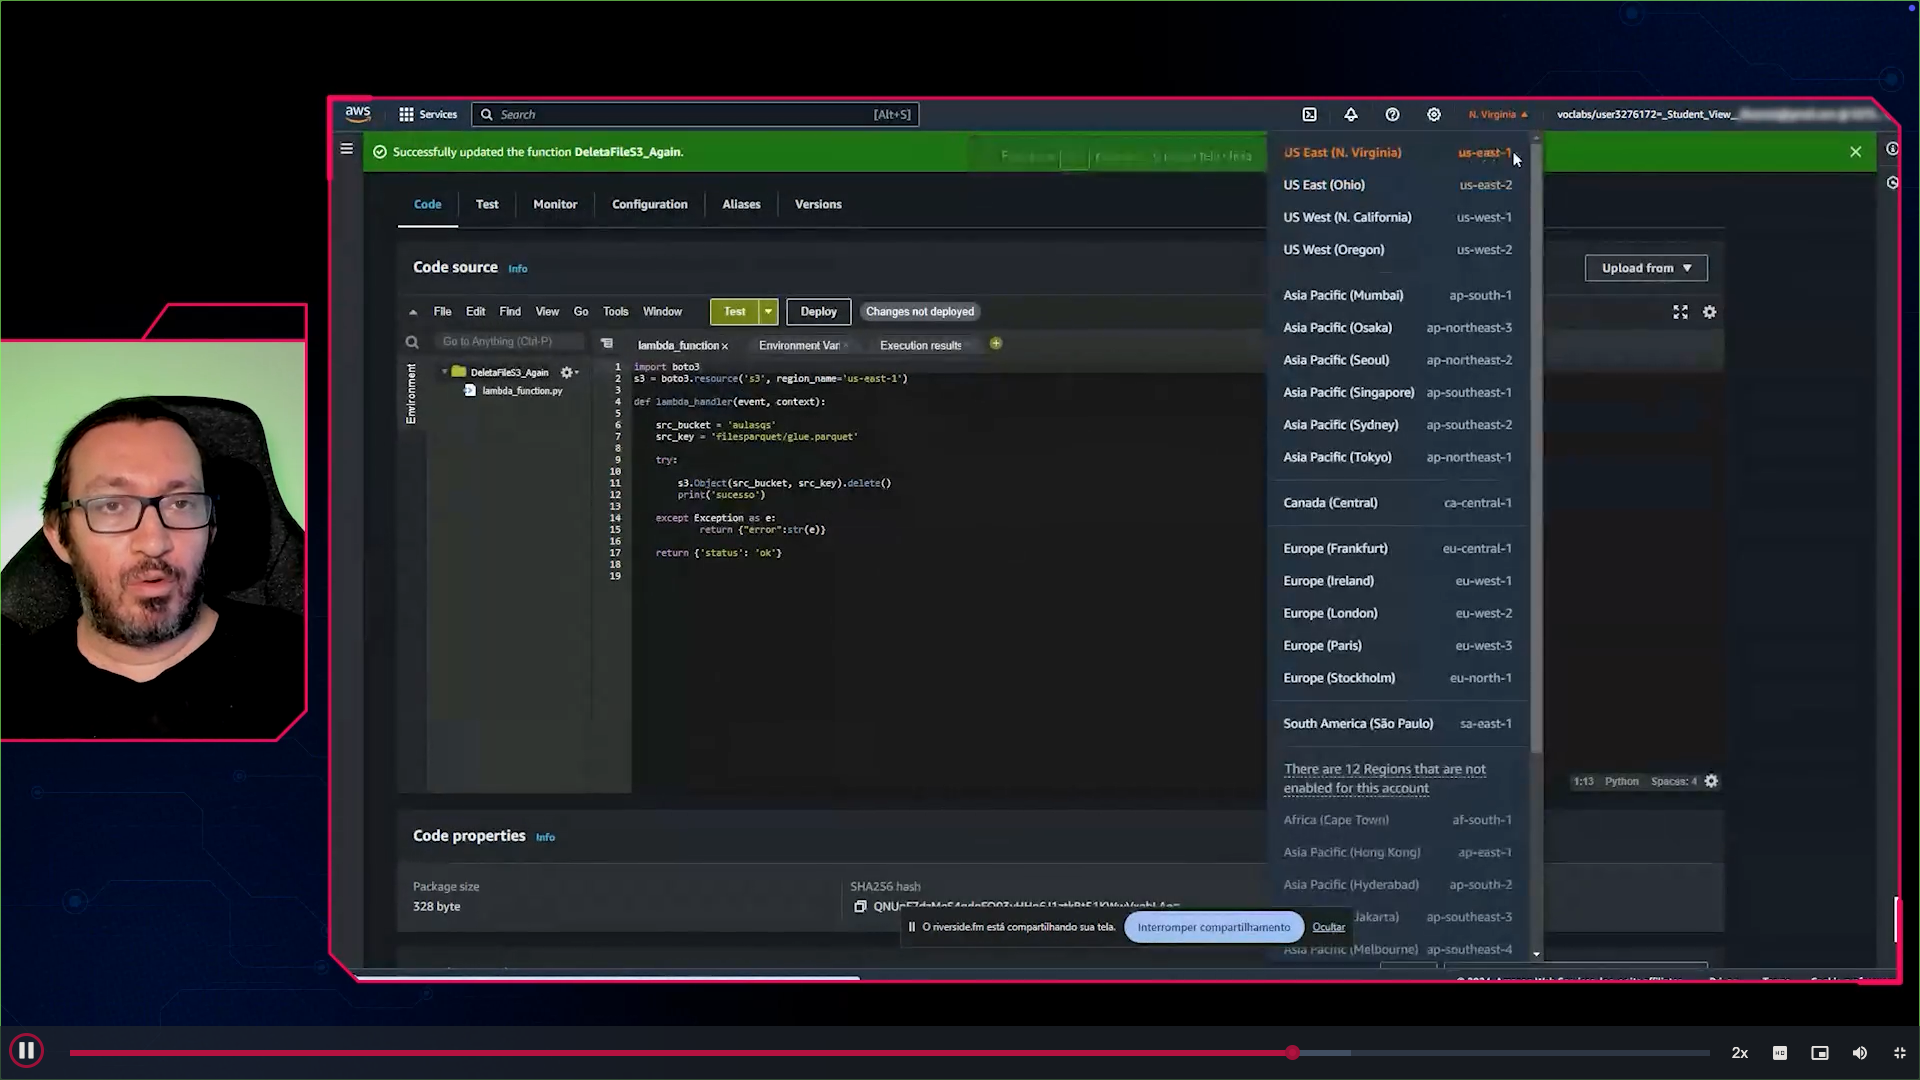 aws
Services
Search
[Alt+S]
N. Virginia
voclabs/user3276172=_Student_View_
Successfully updated the function DeletaFileS3_Again.
US East (N. Virginia) us-east-1
US East (Ohio) us-east-2
US West (N. California) us-west-1
US West (Oregon) us-west-2
Asia Pacific (Mumbai) ap-south-1
Asia Pacific (Osaka) ap-northeast-3
Asia Pacific (Seoul) ap-northeast-2
Asia Pacific (Singapore) ap-southeast-1
Asia Pacific (Sydney) ap-southeast-2
Asia Pacific (Tokyo) ap-northeast-1
Canada (Central) ca-central-1
Europe (Frankfurt) eu-central-1
Europe (Ireland) eu-west-1
Europe (London) eu-west-2
Europe (Paris) eu-west-3
Europe (Stockholm) eu-north-1
South America (São Paulo) sa-east-1
There are 12 Regions that are not
enabled for this account
Africa (Cape Town) af-south-1
Asia Pacific (Hong Kong) ap-east-1
Asia Pacific (Hyderabad) ap-south-2
Jakarta) ap-southeast-3
Asia Pacific (Melbourne) ap-southeast-4
Code Test Monitor Configuration Aliases Versions
Code source Info
Upload from
File Edit Find View Go Tools Window Test Deploy Changes not deployed
Go to Anything (Ctrl-P)
lambda_function Environment Var Execution results
Environment
DeletaFileS3_Again
lambda_function.py
1 import boto3
2 s3 = boto3.resource('s3', region_name='us-east-1')
3
4 def lambda_handler(event, context):
5
6 src_bucket = 'aulasqs'
7 src_key = 'filesparquet/glue.parquet'
8
9 try:
10
11 s3.Object(src_bucket, src_key).delete()
12 print('sucesso')
13
14 except Exception as e:
15 return {"error":str(e)}
16
17 return {'status': 'ok'}
18
19
1:13 Python Spaces: 4
Code properties Info
Package size
328 byte
SHA256 hash
O riverside.fm está compartilhando sua tela.
Interromper compartilhamento
Ocultar
2x
HD